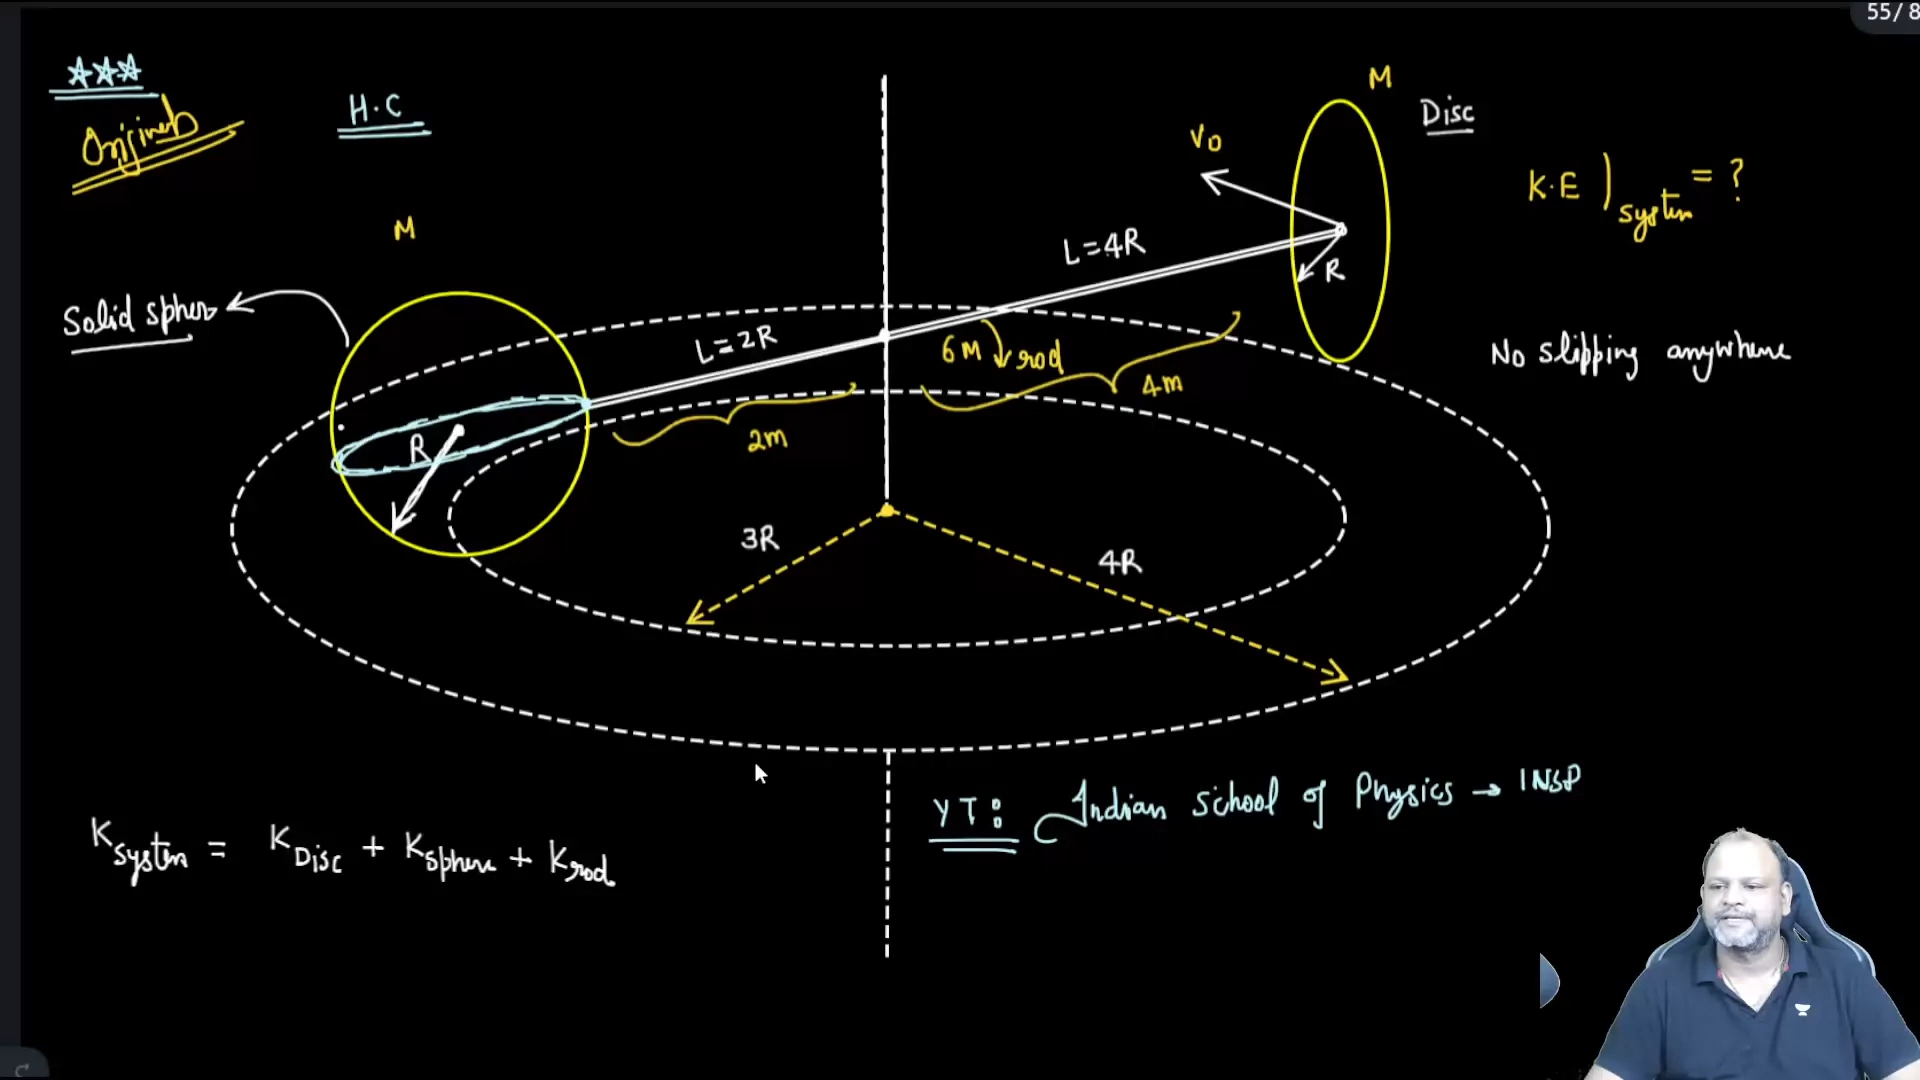 55/8
Original
H.C
M
Disc
V0
K.E)system = ?
M
L=4R
R
Solid sphere
L=2R
6M
rod
4m
No slipping anywhere
2m
R
3R
4R
YT: Indian School of Physics → INSP
Ksystem = KDisc + KSphere + Krod